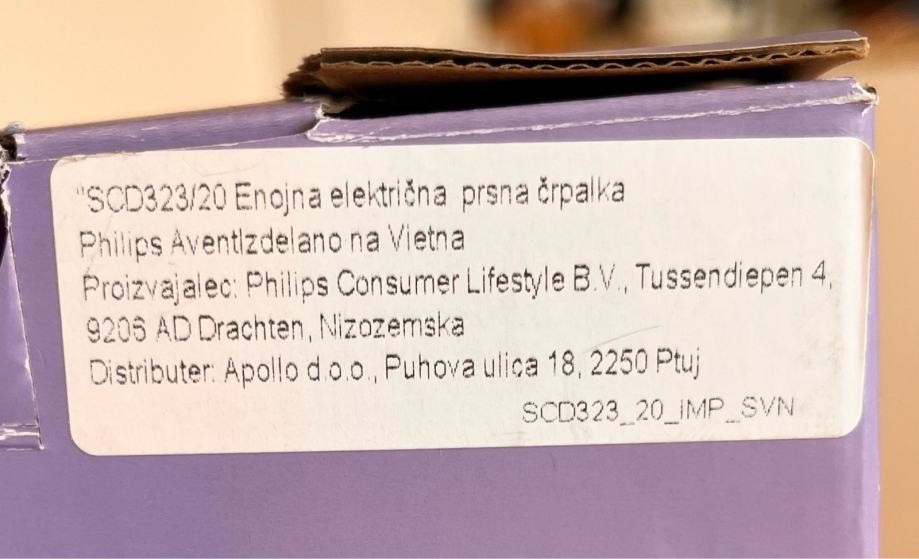 "SCD323/20 Enojna električna prsna črpalka
Philips AventIzdelano na Vietna
Proizvajalec: Philips Consumer Lifestyle B.V., Tussendiepen 4,
9206 AD Drachten, Nizozemska
Distributer: Apollo d.o.o., Puhova ulica 18, 2250 Ptuj
SCD323_20_IMP_SVN